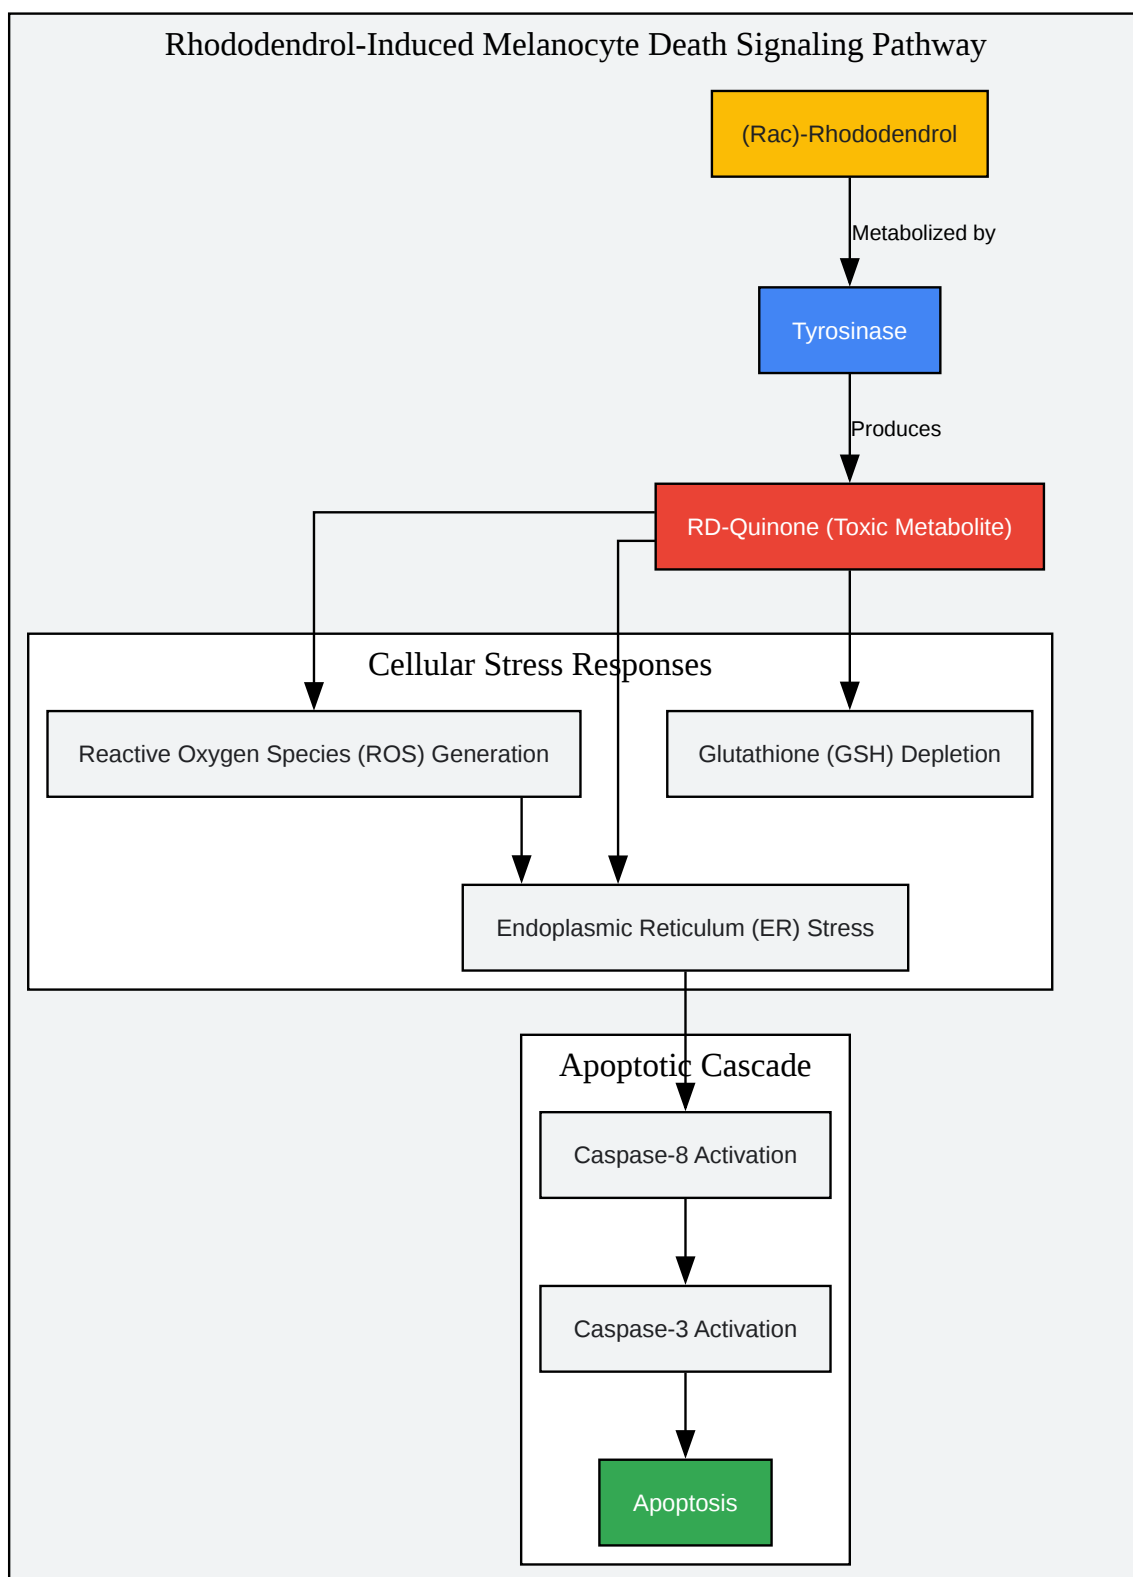 Rhododendrol-Induced Melanocyte Death Signaling Pathway
(Rac)-Rhododendrol
Metabolized by
Tyrosinase
Produces
RD-Quinone (Toxic Metabolite)
Cellular Stress Responses
Reactive Oxygen Species (ROS) Generation
Glutathione (GSH) Depletion
Endoplasmic Reticulum (ER) Stress
Apoptotic Cascade
Caspase-8 Activation
Caspase-3 Activation
Apoptosis